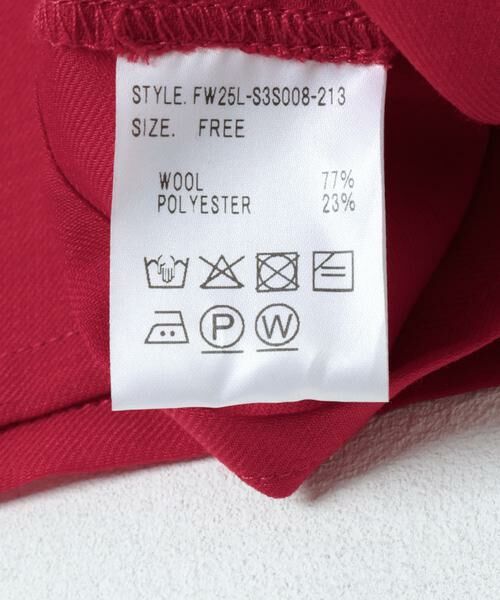 STYLE. FW25L-S3S008-213
SIZE. FREE
WOOL 77%
POLYESTER 23%
P W